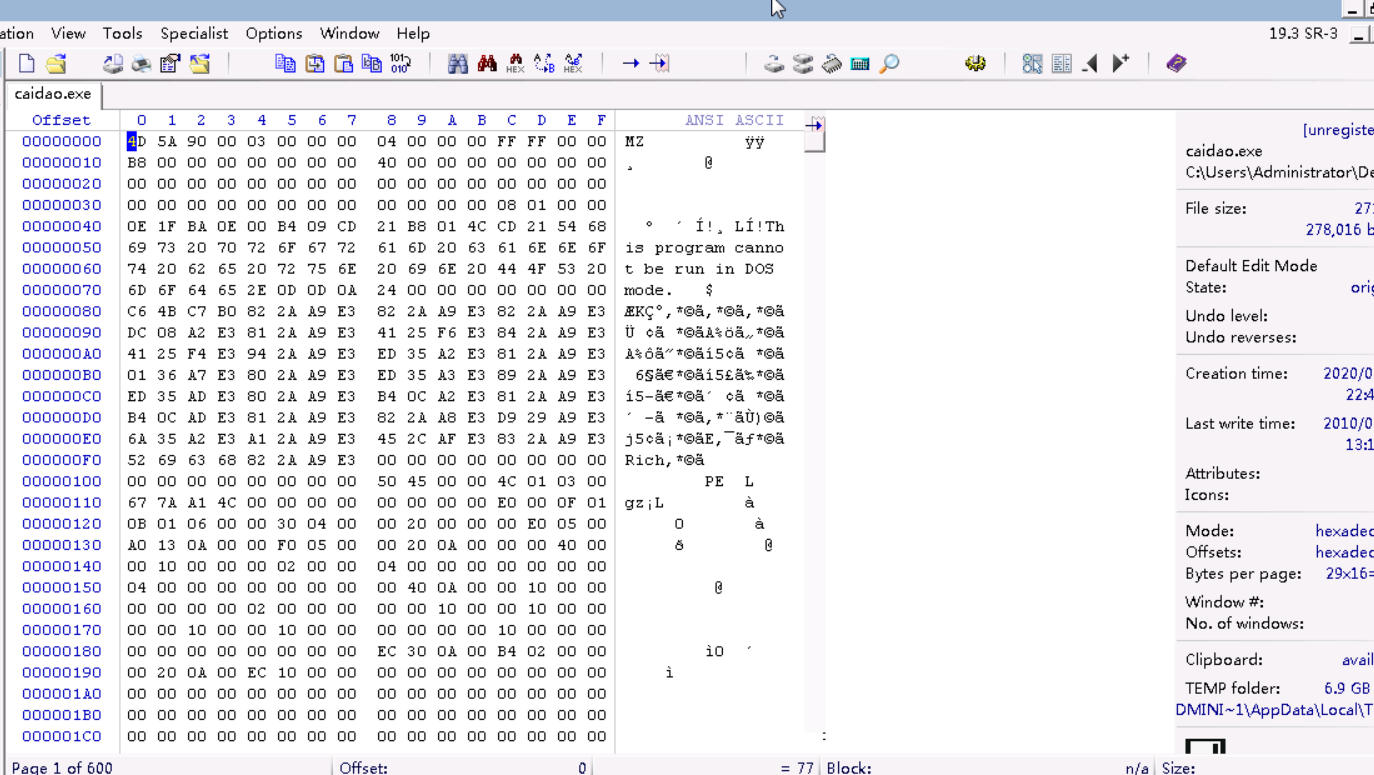 ation View Tools Specialist Options Window Help 19.3 SR-3
caidao.exe
Offset 0 1 2 3 4 5 6 7 8 9 A B C D E F ANSI ASCII
00000000 4D 5A 90 00 03 00 00 00 04 00 00 00 FF FF 00 00 MZ ÿÿ
00000010 B8 00 00 00 00 00 00 00 40 00 00 00 00 00 00 00 ¸ @
00000020 00 00 00 00 00 00 00 00 00 00 00 00 00 00 00 00
00000030 00 00 00 00 00 00 00 00 00 00 00 00 08 01 00 00
00000040 0E 1F BA 0E 00 B4 09 CD 21 B8 01 4C CD 21 54 68 º ´ Í!¸ LÍ!Th
00000050 69 73 20 70 72 6F 67 72 61 6D 20 63 61 6E 6E 6F is program canno
00000060 74 20 62 65 20 72 75 6E 20 69 6E 20 44 4F 53 20 t be run in DOS
00000070 6D 6F 64 65 2E 0D 0D 0A 24 00 00 00 00 00 00 00 mode. $
00000080 C6 4B C7 B0 82 2A A9 E3 82 2A A9 E3 82 2A A9 E3 ÆKÇ°‚*©ã‚*©ã‚*©ã
00000090 DC 08 A2 E3 81 2A A9 E3 41 25 F6 E3 84 2A A9 E3 Ü ¢ã *©ãA%öã„*©ã
000000A0 41 25 F4 E3 94 2A A9 E3 ED 35 A2 E3 81 2A A9 E3 A%ôã”*©ãí5¢ã *©ã
000000B0 01 36 A7 E3 80 2A A9 E3 ED 35 A3 E3 89 2A A9 E3 6§ã€*©ãí5£ã‰*©ã
000000C0 ED 35 AD E3 80 2A A9 E3 B4 0C A2 E3 81 2A A9 E3 í5-ã€*©ã´ ¢ã *©ã
000000D0 B4 0C AD E3 81 2A A9 E3 82 2A A8 E3 D9 29 A9 E3 ´ -ã *©ã‚*¨ãÙ)©ã
000000E0 6A 35 A2 E3 A1 2A A9 E3 45 2C AF E3 83 2A A9 E3 j5¢ã¡*©ãE,¯ãƒ*©ã
000000F0 52 69 63 68 82 2A A9 E3 00 00 00 00 00 00 00 00 Rich‚*©ã
00000100 00 00 00 00 00 00 00 00 50 45 00 00 4C 01 03 00 PE L
00000110 67 7A A1 4C 00 00 00 00 00 00 00 00 E0 00 0F 01 gz¡L à
00000120 0B 01 06 00 00 30 04 00 00 20 00 00 00 E0 05 00 0 à
00000130 A0 13 0A 00 00 F0 05 00 00 20 0A 00 00 00 40 00 ð @
00000140 00 10 00 00 00 02 00 00 04 00 00 00 00 00 00 00
00000150 04 00 00 00 00 00 00 00 00 40 0A 00 00 10 00 00 @
00000160 00 00 00 00 02 00 00 00 00 00 10 00 00 10 00 00
00000170 00 00 10 00 00 10 00 00 00 00 00 00 10 00 00 00
00000180 00 00 00 00 00 00 00 00 EC 30 0A 00 B4 02 00 00 ì0 ´
00000190 00 20 0A 00 EC 10 00 00 00 00 00 00 00 00 00 00 ì
000001A0 00 00 00 00 00 00 00 00 00 00 00 00 00 00 00 00
000001B0 00 00 00 00 00 00 00 00 00 00 00 00 00 00 00 00
000001C0 00 00 00 00 00 00 00 00 00 00 00 00 00 00 00 00
[unregiste
caidao.exe
C:\Users\Administrator\De
File size: 27
278,016 b
Default Edit Mode
State: orig
Undo level:
Undo reverses:
Creation time: 2020/0
22:4
Last write time: 2010/0
13:1
Attributes:
Icons:
Mode: hexadec
Offsets: hexadec
Bytes per page: 29x16=
Window #:
No. of windows:
Clipboard: avail
TEMP folder: 6.9 GB
DMINI~1\AppData\Local\T
Page 1 of 600 Offset: 0 = 77 Block: n/a Size: